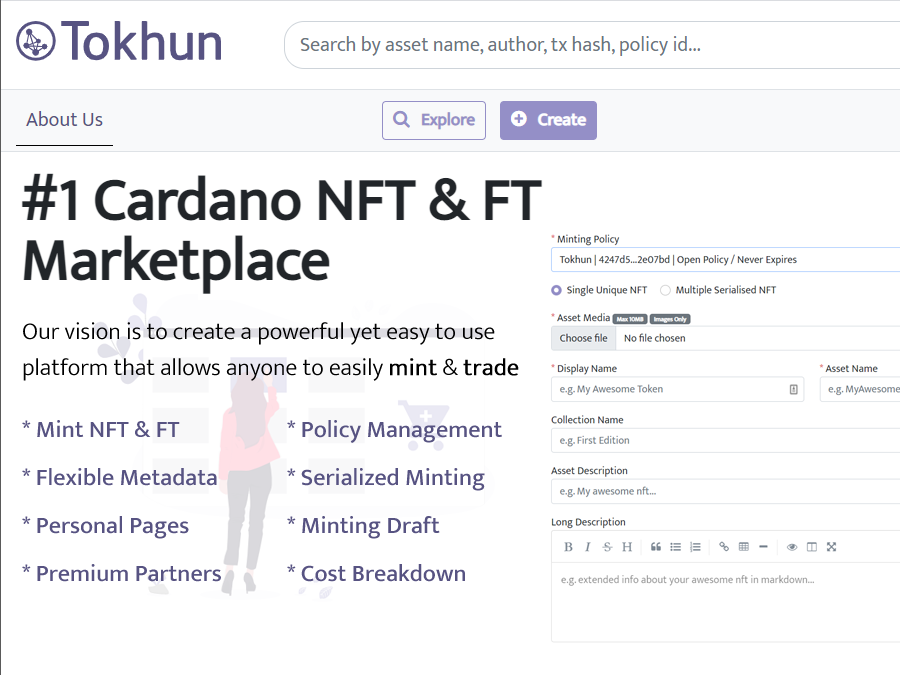 Tokhun
Search by asset name, author, tx hash, policy id...
About Us
Explore
Create
#1 Cardano NFT & FT
Marketplace
Our vision is to create a powerful yet easy to use
platform that allows anyone to easily mint & trade
* Mint NFT & FT
* Policy Management
* Flexible Metadata
* Serialized Minting
* Personal Pages
* Minting Draft
* Premium Partners
* Cost Breakdown
* Minting Policy
Tokhun | 4247d5...2e07bd | Open Policy / Never Expires
Single Unique NFT
Multiple Serialised NFT
* Asset Media Max 10MB Images Only
Choose file No file chosen
* Display Name
* Asset Name
e.g. My Awesome Token
e.g. MyAwesome
Collection Name
e.g. First Edition
Asset Description
e.g. My awesome nft...
Long Description
B I S H
e.g. extended info about your awesome nft in markdown...